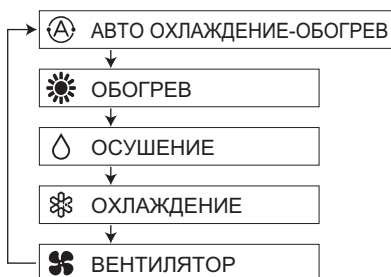 A АВТО ОХЛАЖДЕНИЕ-ОБОГРЕВ
ОБОГРЕВ
ОСУШЕНИЕ
ОХЛАЖДЕНИЕ
ВЕНТИЛЯТОР